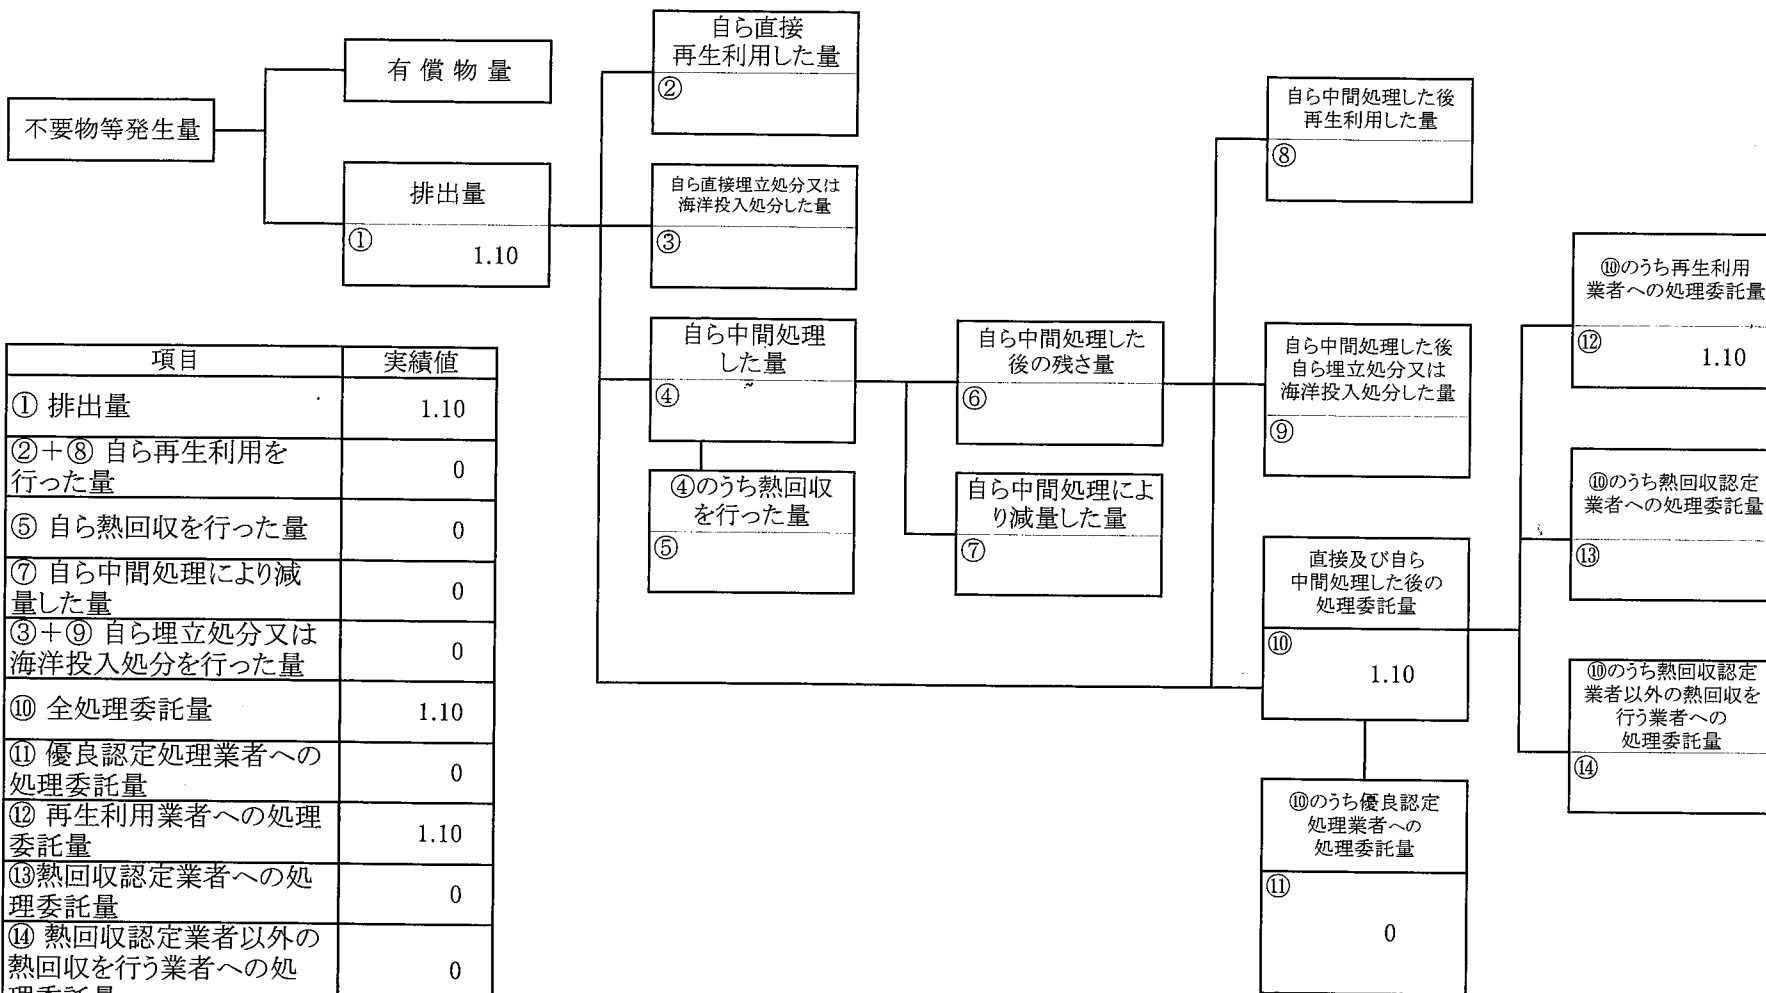 不要物等発生量
有償物量
排出量
①
1.10
自ら直接
再生利用した量
②
自ら直接埋立処分又は
海洋投入処分した量
③
自ら中間処理
した量
④
④のうち熱回収
を行った量
⑤
自ら中間処理した
後の残さ量
⑥
自ら中間処理によ
り減量した量
⑦
自ら中間処理した後
再生利用した量
⑧
自ら中間処理した後
自ら埋立処分又は
海洋投入処分した量
⑨
直接及び自ら
中間処理した後の
処理委託量
⑩
1.10
⑩のうち優良認定
処理業者への
処理委託量
⑪
0
⑩のうち再生利用
業者への処理委託量
⑫
1.10
⑩のうち熱回収認定
業者への処理委託量
⑬
⑩のうち熱回収認定
業者以外の熱回収を
行う業者への
処理委託量
⑭
項目 実績値
① 排出量 1.10
②+⑧ 自ら再生利用を
行った量 0
⑤ 自ら熱回収を行った量 0
⑦ 自ら中間処理により減
量した量 0
③+⑨ 自ら埋立処分又は
海洋投入処分を行った量 0
⑩ 全処理委託量 1.10
⑪ 優良認定処理業者への
処理委託量 0
⑫ 再生利用業者への処理
委託量 1.10
⑬熱回収認定業者への処
理委託量 0
⑭ 熱回収認定業者以外の
熱回収を行う業者への処
理委託量 0